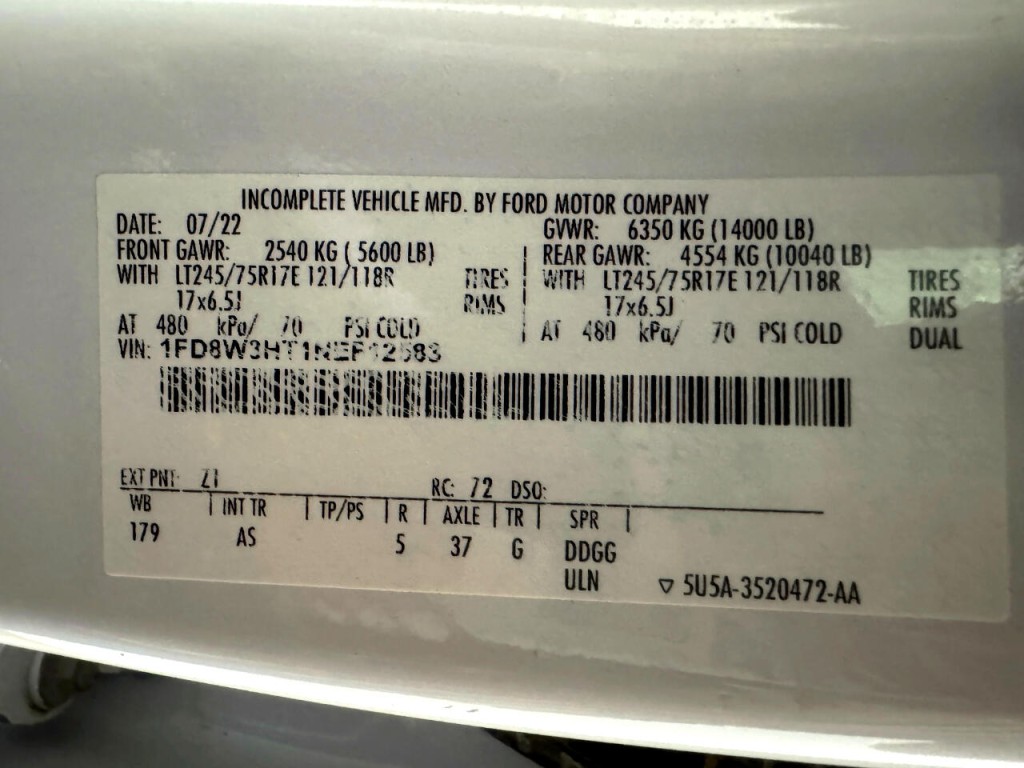 INCOMPLETE VEHICLE MFD. BY FORD MOTOR COMPANY
DATE: 07/22 GVWR: 6350 KG (14000 LB)
FRONT GAWR: 2540 KG ( 5600 LB) REAR GAWR: 4554 KG (10040 LB)
WITH LT245/75R17E 121/118R TIRES WITH LT245/75R17E 121/118R TIRES
17x6.5J RIMS 17x6.5J RIMS
AT 480 kPa/ 70 PSI COLD AT 480 kPa/ 70 PSI COLD DUAL
VIN: 1FD8W3HT1NEF12583
EXT PNT: Z1 RC: 72 DSO:
WB INT TR TP/PS R AXLE TR SPR
179 AS 5 37 G DDGG
ULN ▽ 5U5A-3520472-AA